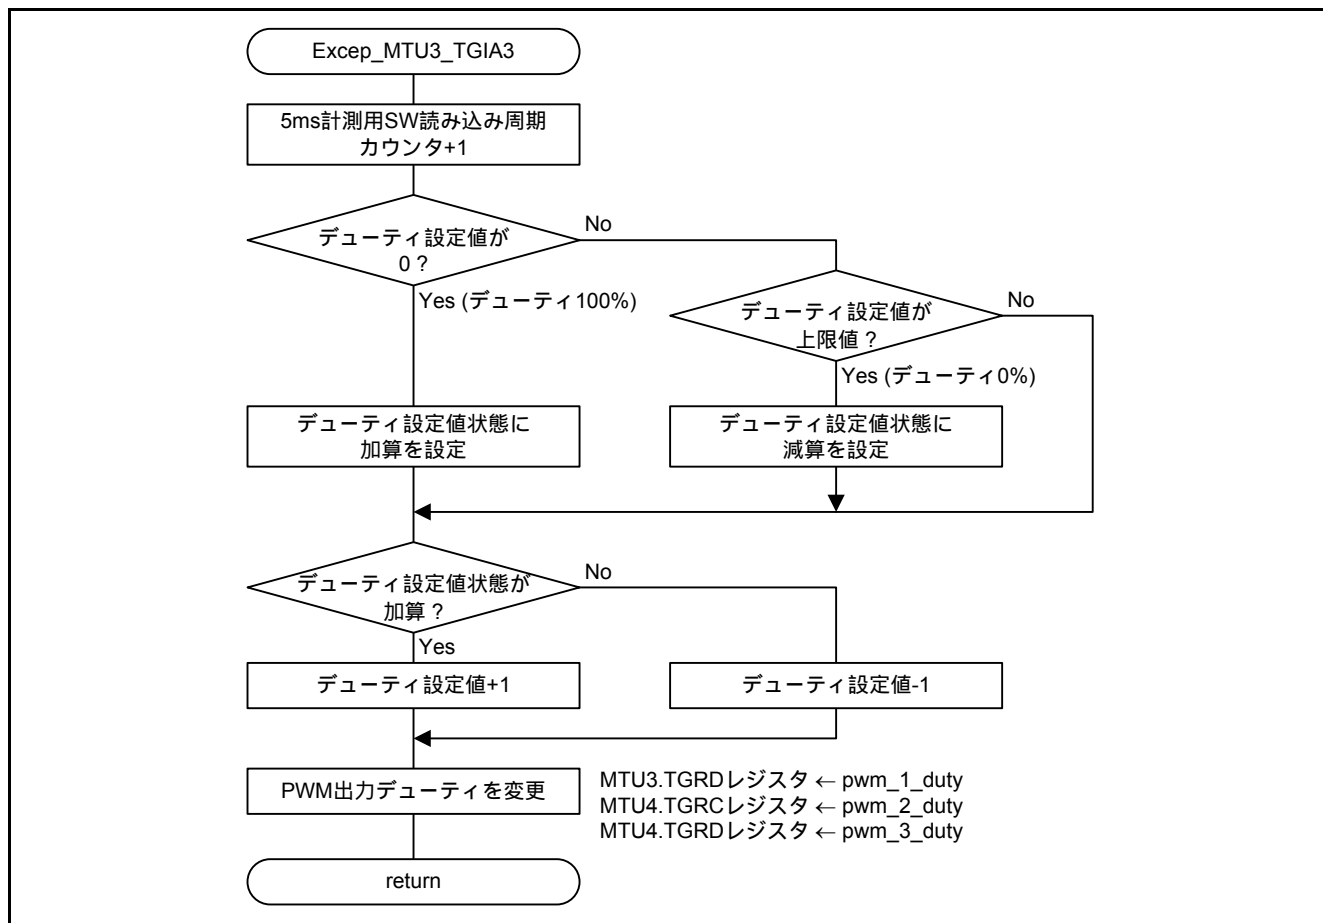 Excep_MTU3_TGIA3
5ms計測用SW読み込み周期
カウンタ+1
デューティ設定値が
0 ?
No
Yes (デューティ100%)
デューティ設定値が
上限値 ?
No
Yes (デューティ0%)
デューティ設定値状態に
加算を設定
デューティ設定値状態に
減算を設定
デューティ設定値状態が
加算 ?
No
Yes
デューティ設定値+1
デューティ設定値-1
PWM出力デューティを変更
MTU3.TGRDレジスタ ← pwm_1_duty
MTU4.TGRCレジスタ ← pwm_2_duty
MTU4.TGRDレジスタ ← pwm_3_duty
return